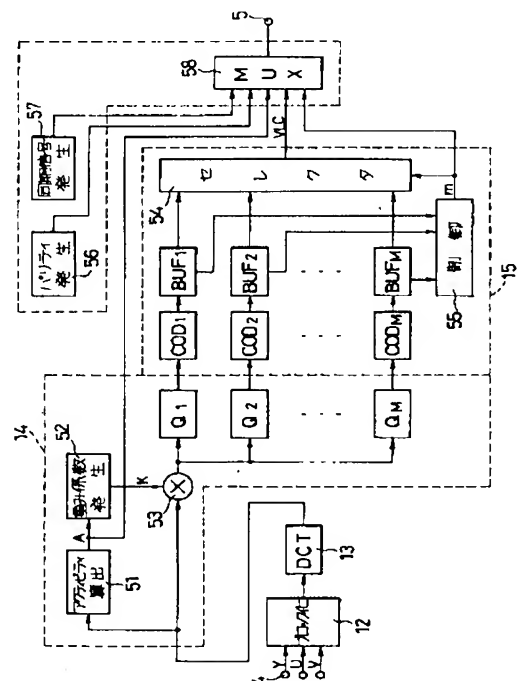 Y
U
V
ブロック化
12
DCT
13
14
アクティビティ
算出
51
A
重み係数
発生
52
K
×
53
Q1
Q2
QM
COD1
COD2
CODM
BUF1
BUF2
BUFM
セレクタ
54
制御
55
m
15
VLC
パリティ
発生
56
同期信号
発生
57
MUX
58
5